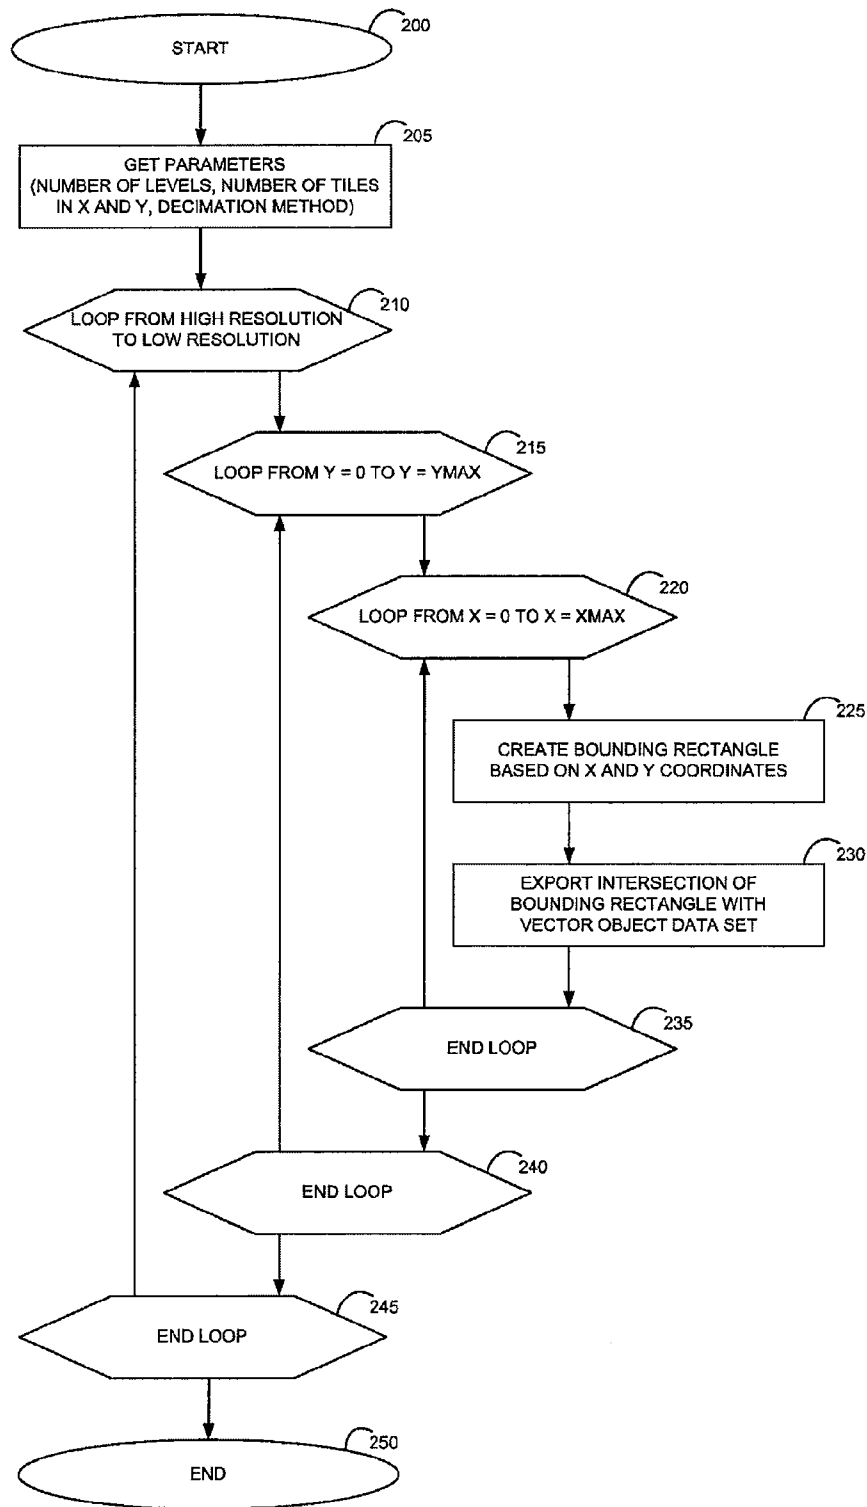 200
START
205
GET PARAMETERS
(NUMBER OF LEVELS, NUMBER OF TILES
IN X AND Y, DECIMATION METHOD)
210
LOOP FROM HIGH RESOLUTION
TO LOW RESOLUTION
215
LOOP FROM Y = 0 TO Y = YMAX
220
LOOP FROM X = 0 TO X = XMAX
225
CREATE BOUNDING RECTANGLE
BASED ON X AND Y COORDINATES
230
EXPORT INTERSECTION OF
BOUNDING RECTANGLE WITH
VECTOR OBJECT DATA SET
235
END LOOP
240
END LOOP
245
END LOOP
250
END